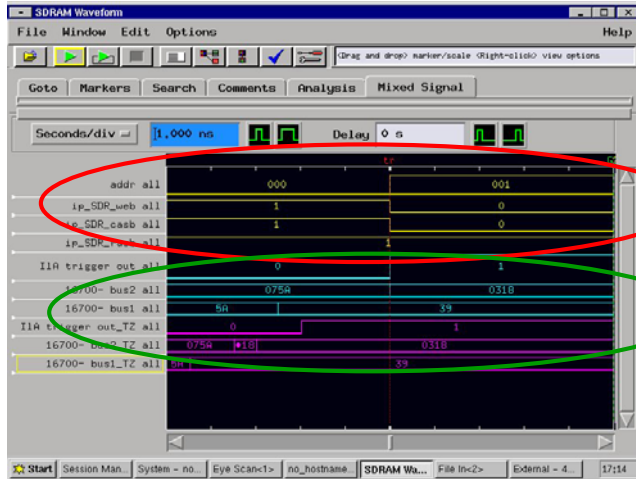 SDRAM Waveform
File Window Edit Options Help
<Drag and drop> marker/scale <Right-click> view options
Goto Markers Search Comments Analysis Mixed Signal
Seconds/div 1.000 ns Delay 0 s
tr
addr all 000 001
ip_SDR_web all 1 0
ip_SDR_casb all 1 0
all 1
IlA trigger out all 0 1
16700- bus2 all 075A 0318
16700- bus1 all 5A 39
IlA trigger out_TZ all 0 1
16700- bus2_TZ all 075A 18 0318
16700- bus1_TZ all 5A 39
Start Session Man... System - no... Eye Scan<1> no_hostname... SDRAM Wa... File In<2> External - 4... 17:14